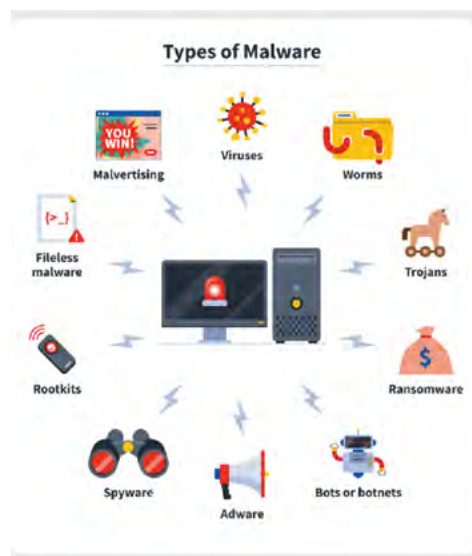 Types of Malware
YOU
WIN!
Malvertising
Viruses
Worms
{>_}
Fileless
malware
Trojans
Rootkits
$
Ransomware
Spyware
Adware
Bots or botnets